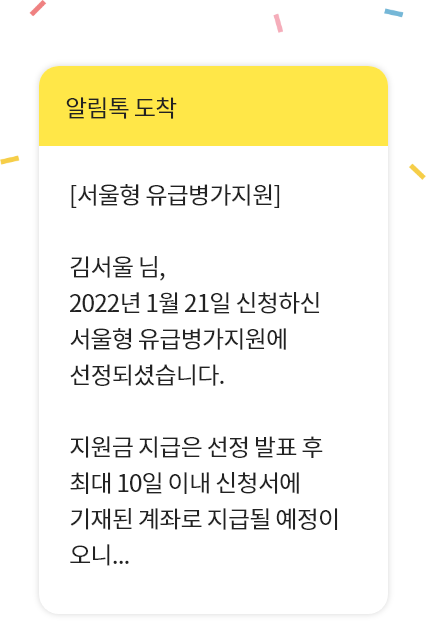 알림톡 도착
[서울형 유급병가지원]
김서울 님,
2022년 1월 21일 신청하신
서울형 유급병가지원에
선정되셨습니다.
지원금 지급은 선정 발표 후
최대 10일 이내 신청서에
기재된 계좌로 지급될 예정이
오니...